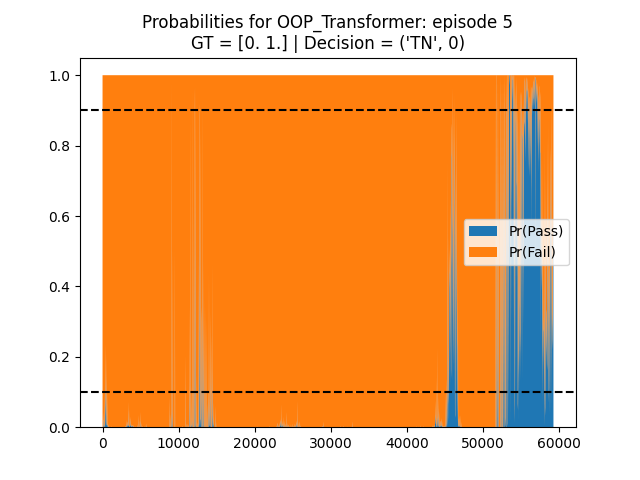 Probabilities for OOP_Transformer: episode 5
GT = [0. 1.] | Decision = ('TN', 0)
1.0
0.8
0.6
0.4
0.2
0.0
Pr(Pass)
Pr(Fail)
0 10000 20000 30000 40000 50000 60000